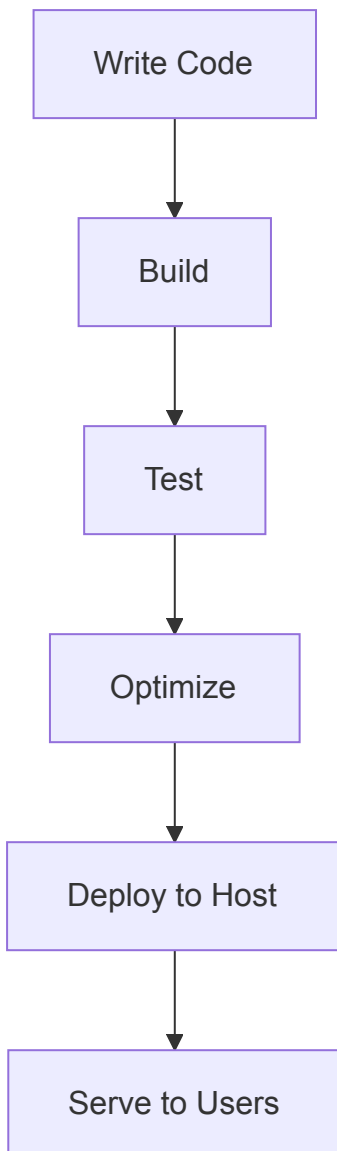 Write Code
Build
Test
Optimize
Deploy to Host
Serve to Users